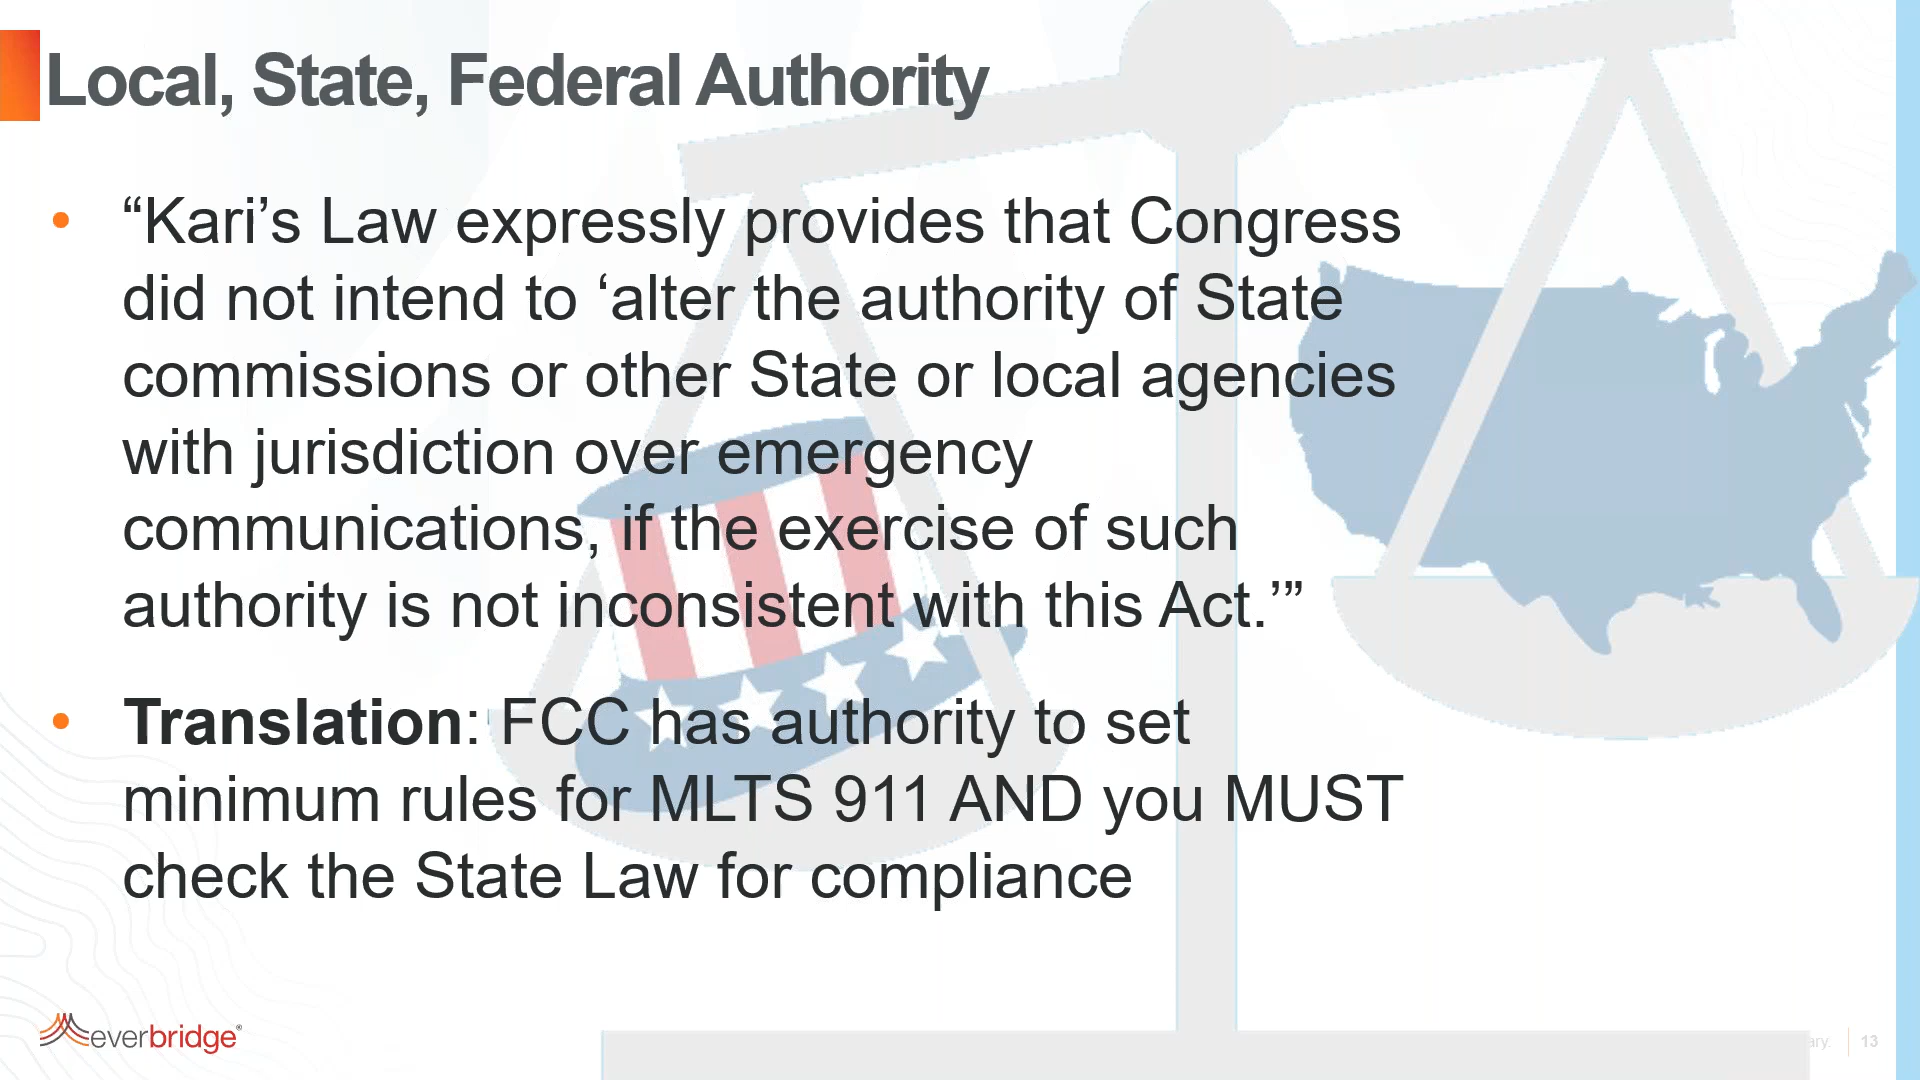 Local, State, Federal Authority
• “Kari’s Law expressly provides that Congress
did not intend to ‘alter the authority of State
commissions or other State or local agencies
with jurisdiction over emergency
communications, if the exercise of such
authority is not inconsistent with this Act.’”
• Translation: FCC has authority to set
minimum rules for MLTS 911 AND you MUST
check the State Law for compliance
everbridge®
13